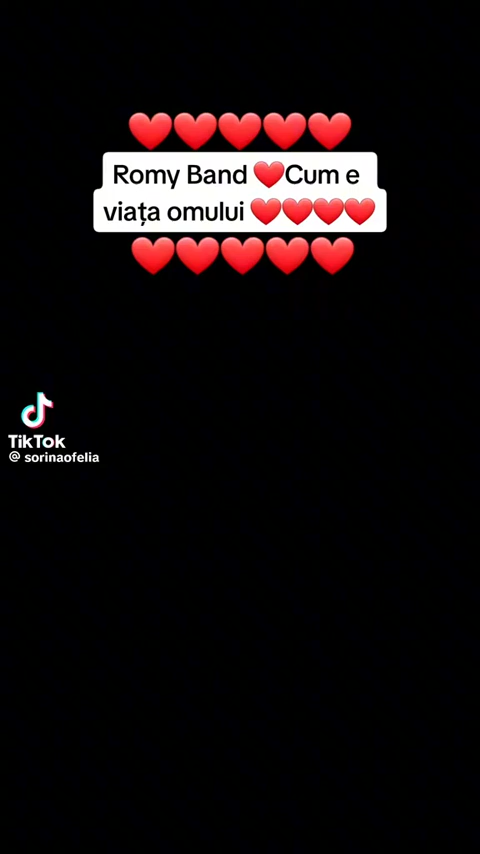 ❤️❤️❤️❤️❤️
Romy Band ❤️Cum e
viața omului ❤️❤️❤️❤️
❤️❤️❤️❤️❤️
TikTok
@ sorinaofelia